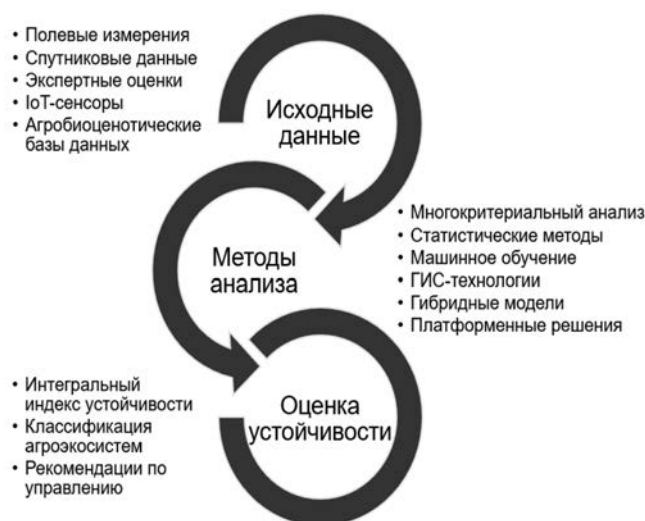 • Полевые измерения
• Спутниковые данные
• Экспертные оценки
• IoT-сенсоры
• Агробиоценотические
базы данных
Исходные
данные
Методы
анализа
• Многокритериальный анализ
• Статистические методы
• Машинное обучение
• ГИС-технологии
• Гибридные модели
• Платформенные решения
• Интегральный
индекс устойчивости
• Классификация
агроэкосистем
• Рекомендации по
управлению
Оценка
устойчивости